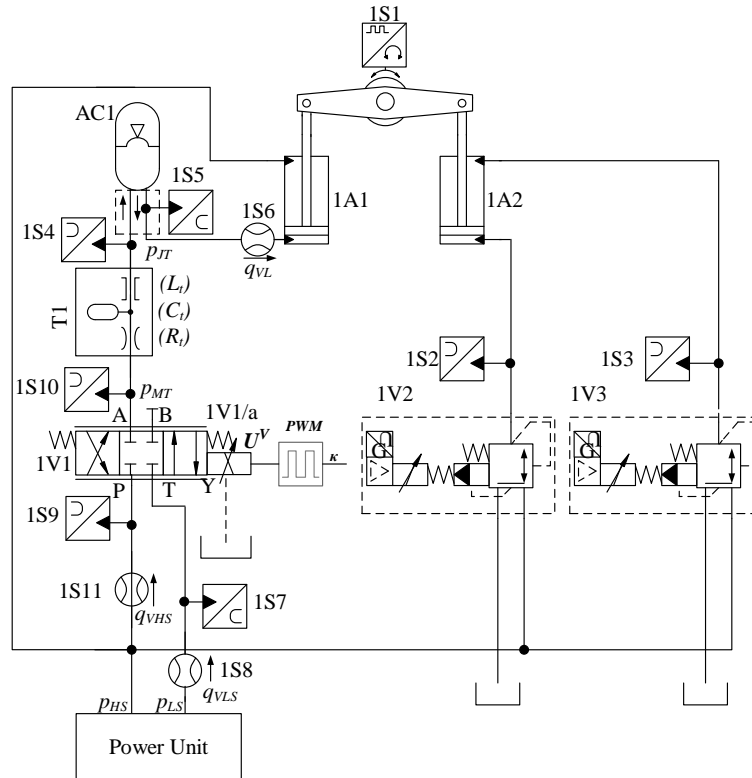 1S1
AC1
1S5
1S6
1A1
1A2
1S4
p_JT
q_VL
(L_t)
T1
(C_t)
(R_t)
1S2
1S3
1S10
p_MT
A
B
1V1/a
1V2
1V3
PWM
U^V
κ
G
G
1V1
P
T
Y
1S9
1S11
1S7
q_VHS
1S8
q_VLS
p_HS
p_LS
Power Unit